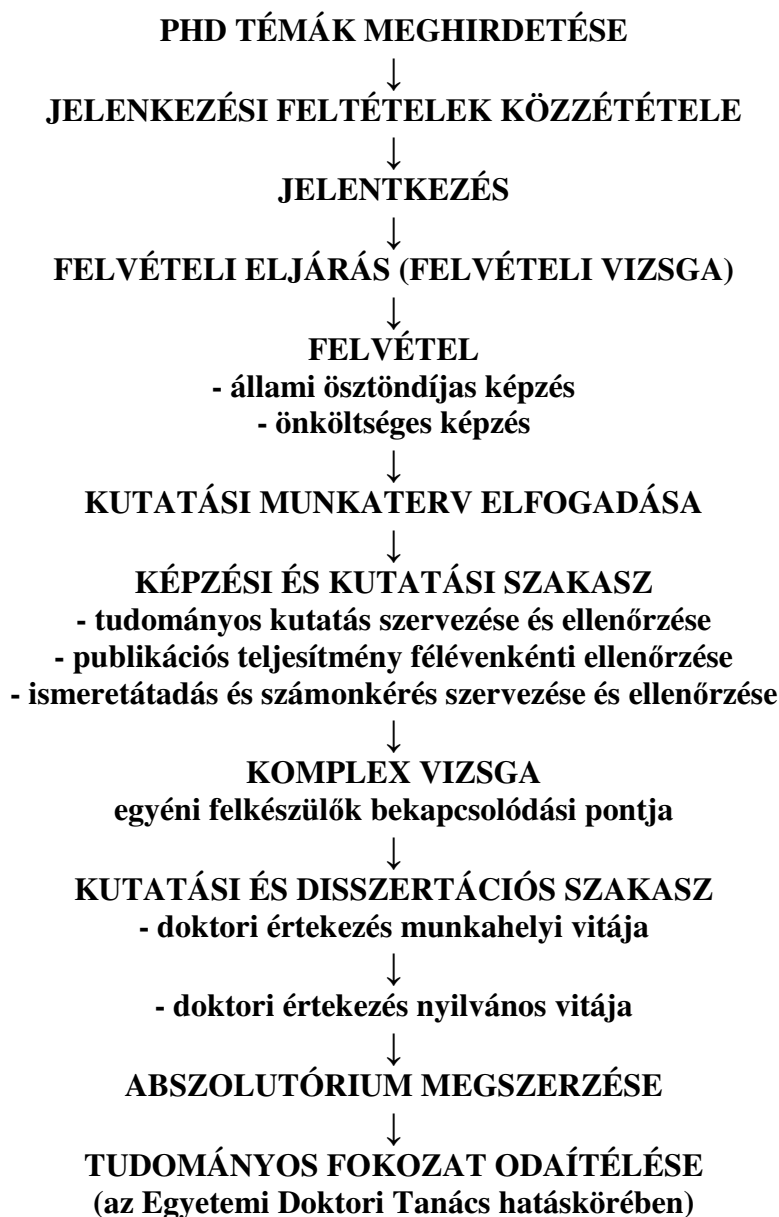 PHD TÉMÁK MEGHIRDETÉSE
↓
JELENKEZÉSI FELTÉTELEK KÖZZÉTÉTELE
↓
JELENTKEZÉS
↓
FELVÉTELI ELJÁRÁS (FELVÉTELI VIZSGA)
↓
FELVÉTEL
- állami ösztöndíjas képzés
- önköltséges képzés
↓
KUTATÁSI MUNKATERV ELFOGADÁSA
↓
KÉPZÉSI ÉS KUTATÁSI SZAKASZ
- tudományos kutatás szervezése és ellenőrzése
- publikációs teljesítmény félévenkénti ellenőrzése
- ismeretátadás és számonkérés szervezése és ellenőrzése
↓
KOMPLEX VIZSGA
egyéni felkészülők bekapcsolódási pontja
↓
KUTATÁSI ÉS DISSZERTÁCIÓS SZAKASZ
- doktori értekezés munkahelyi vitája
↓
- doktori értekezés nyilvános vitája
↓
ABSZOLUTÓRIUM MEGSZERZÉSE
↓
TUDOMÁNYOS FOKOZAT ODAÍTÉLÉSE
(az Egyetemi Doktori Tanács hatáskörében)